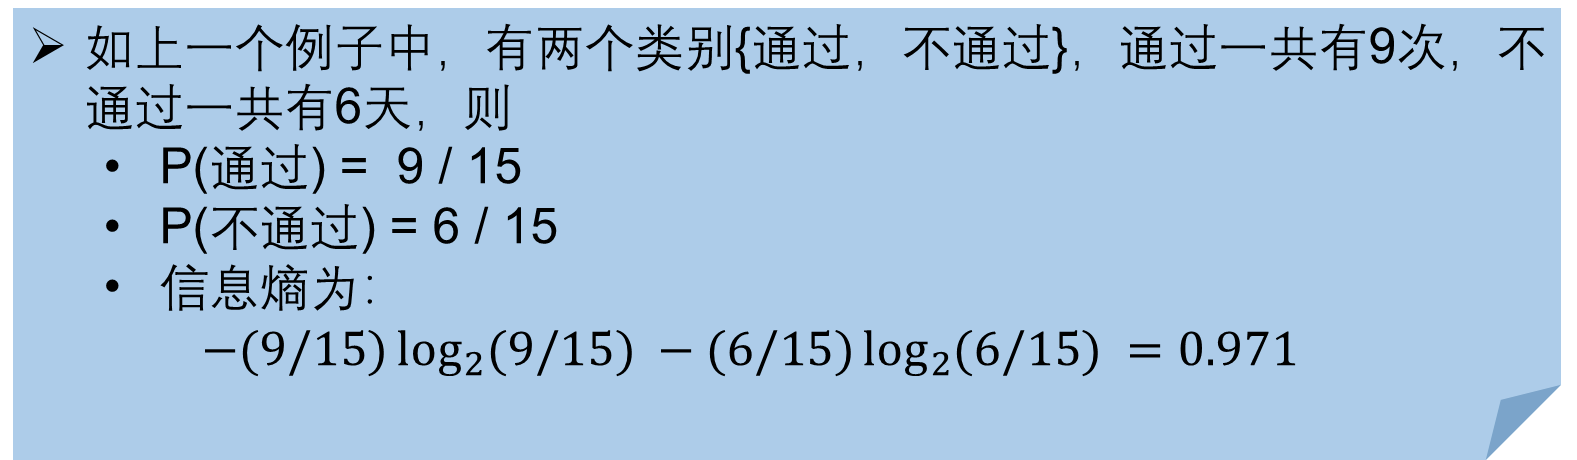 ➢ 如上一个例子中，有两个类别{通过，不通过}，通过一共有9次，不
通过一共有6天，则
• P(通过) = 9 / 15
• P(不通过) = 6 / 15
• 信息熵为：
−(9/15) log₂(9/15) − (6/15) log₂(6/15) = 0.971